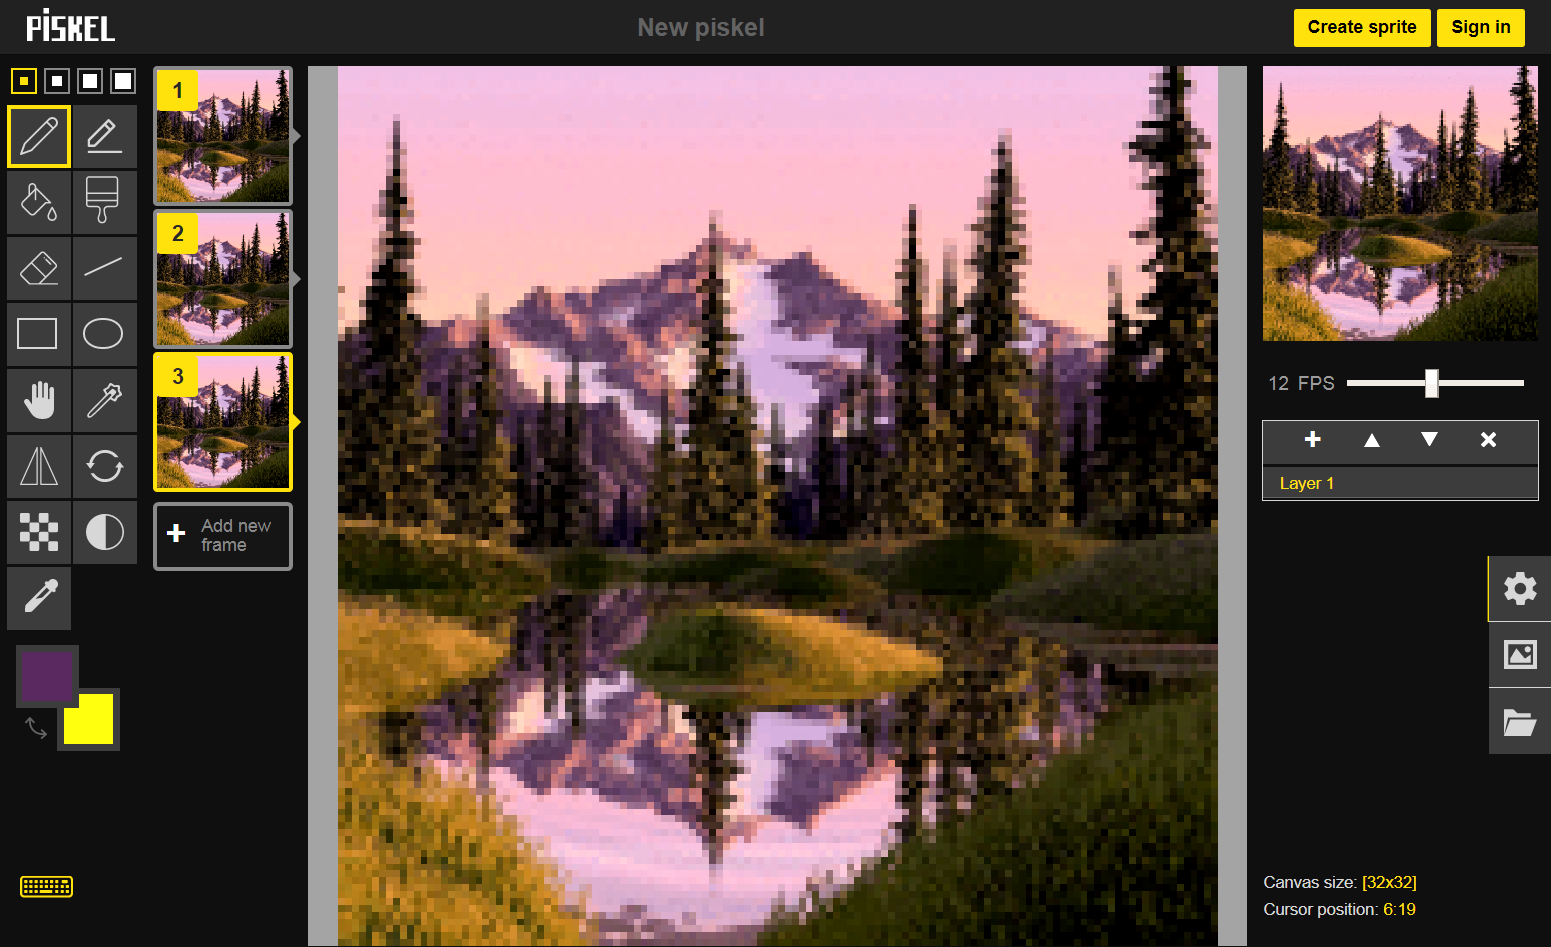 PISKEL
New piskel
Create sprite
Sign in
1
2
3
Add new
frame
12 FPS
Layer 1
Canvas size: [32x32]
Cursor position: 6:19